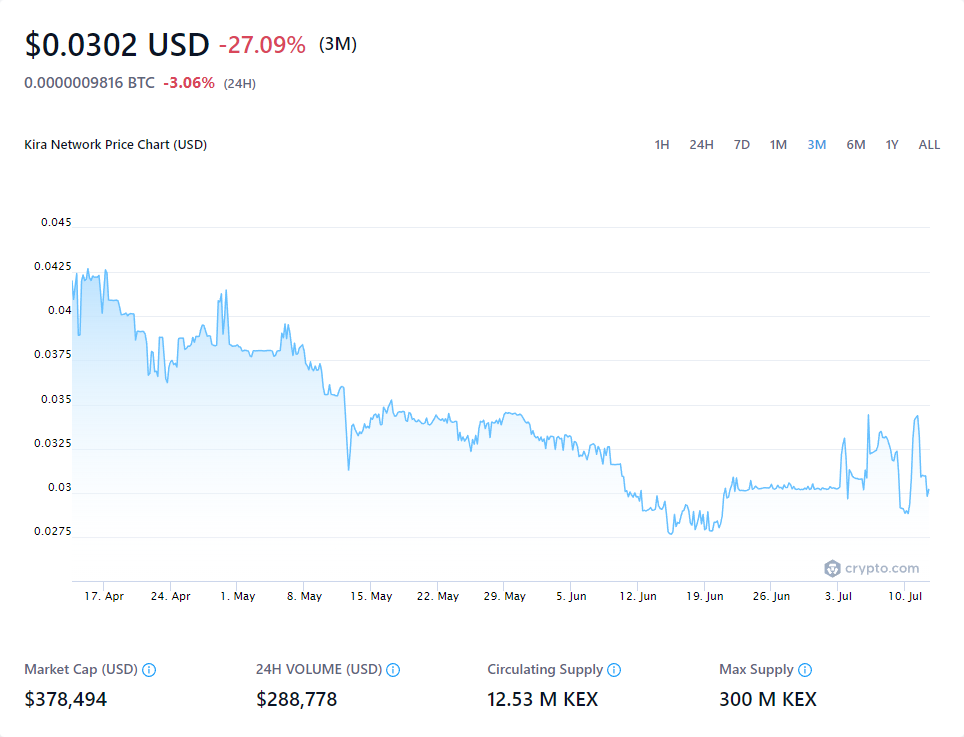 $0.0302 USD -27.09% (3M)
0.0000009816 BTC -3.06% (24H)
Kira Network Price Chart (USD) 1H 24H 7D 1M 3M 6M 1Y ALL
0.045
0.0425
0.04
0.0375
0.035
0.0325
0.03
0.0275
crypto.com
17. Apr 24. Apr 1. May 8. May 15. May 22. May 29. May 5. Jun 12. Jun 19. Jun 26. Jun 3. Jul 10. Jul
Market Cap (USD) 24H VOLUME (USD) Circulating Supply Max Supply
$378,494 $288,778 12.53 M KEX 300 M KEX